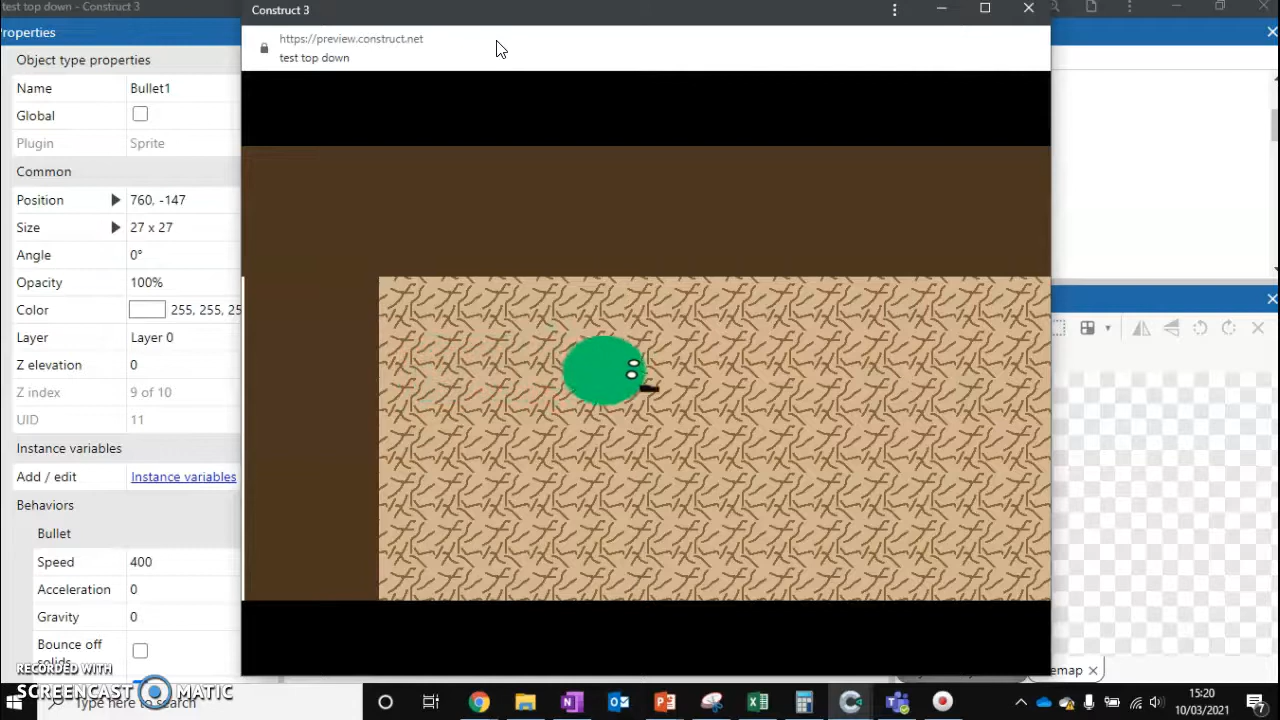 test top down - Construct 3
Construct 3
Properties
https://preview.construct.net
test top down
Object type properties
Name Bullet1
Global
Plugin Sprite
Common
Position 760, -147
Size 27 x 27
Angle 0°
Opacity 100%
Color 255, 255, 25
Layer Layer 0
Z elevation 0
Z index 9 of 10
UID 11
Instance variables
Add / edit Instance variables
Behaviors
Bullet
Speed 400
Acceleration 0
Gravity 0
Bounce off
solids
RECORDED WITH
SCREENCAST MATIC
emap
Type here to search
15:20
10/03/2021
7